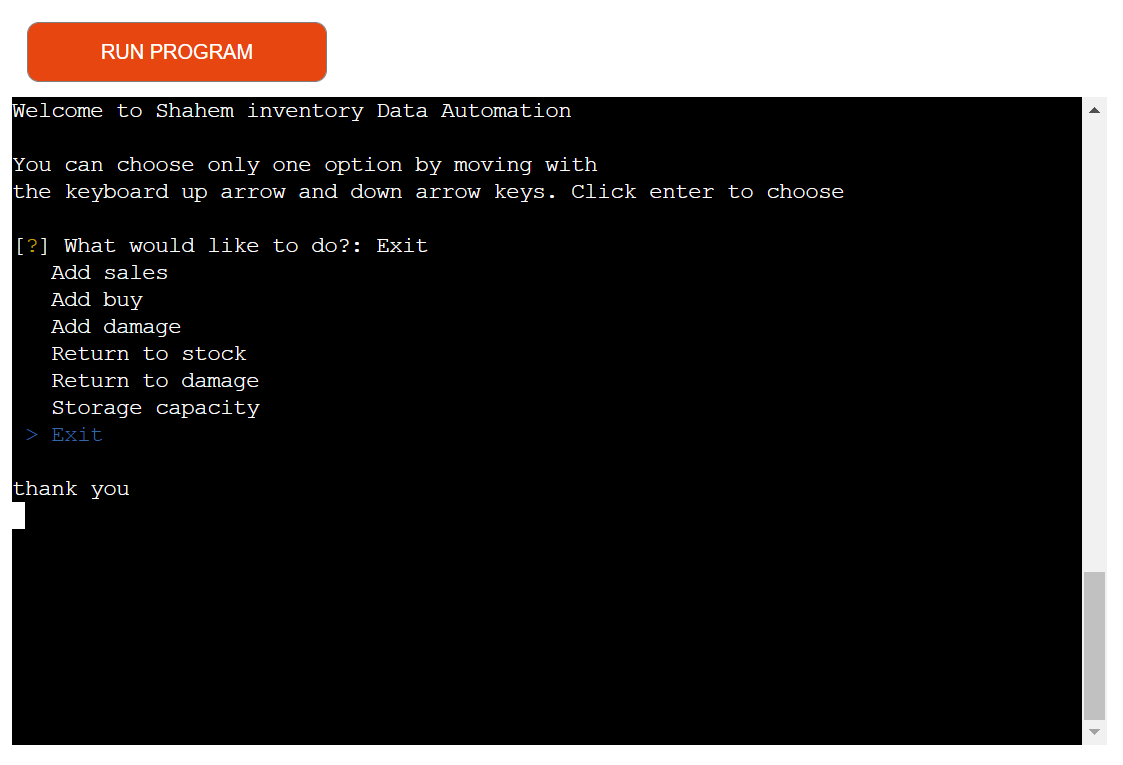 RUN PROGRAM
Welcome to Shahem inventory Data Automation
You can choose only one option by moving with
the keyboard up arrow and down arrow keys. Click enter to choose
[?] What would like to do?: Exit
Add sales
Add buy
Add damage
Return to stock
Return to damage
Storage capacity
> Exit
thank you